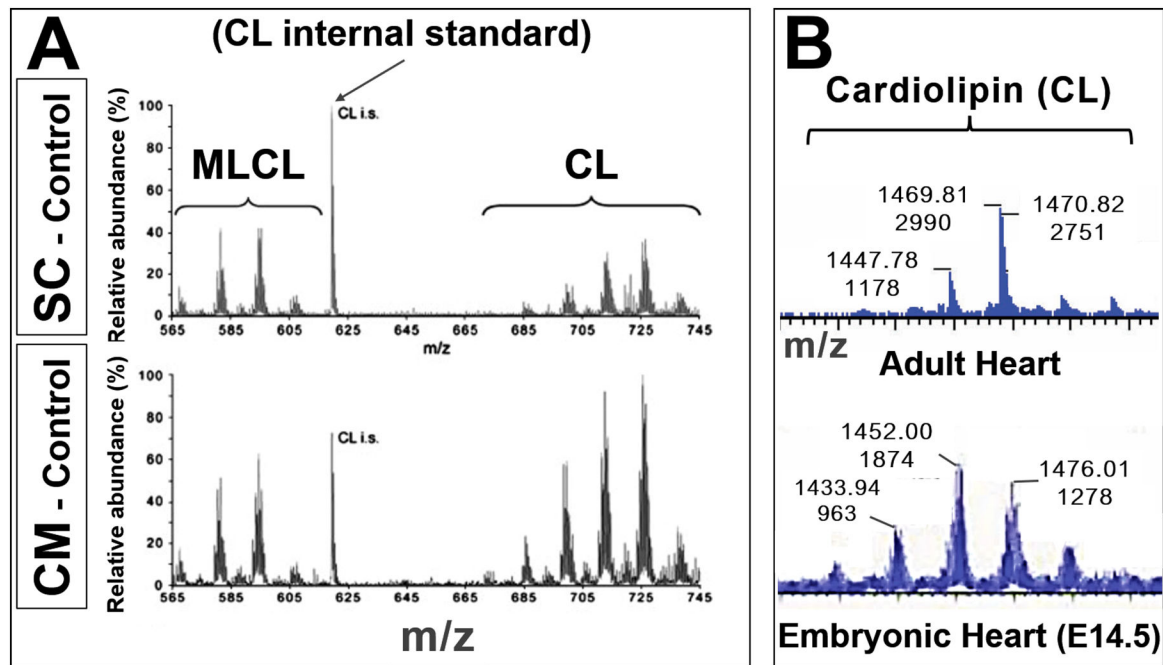 A
(CL internal standard)
SC - Control
Relative abundance (%)
100
80
60
40
20
0
CL i.s.
MLCL
CL
565 585 605 625 645 665 685 705 725 745
m/z
CM - Control
Relative abundance (%)
100
80
60
40
20
0
CL i.s.
565 585 605 625 645 665 685 705 725 745
m/z
B
Cardiolipin (CL)
1469.81
2990
1470.82
2751
1447.78
1178
m/z
Adult Heart
1452.00
1874
1476.01
1278
1433.94
963
Embryonic Heart (E14.5)